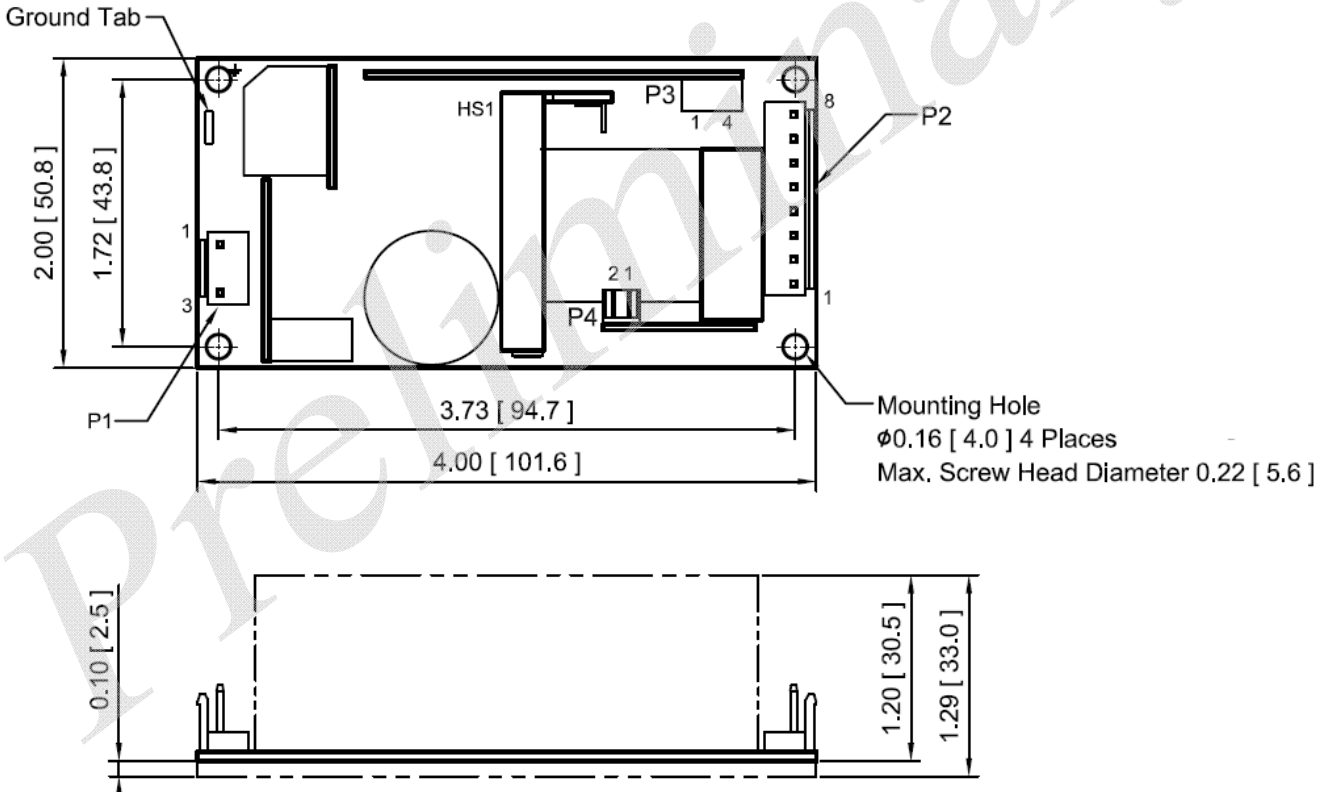 Ground Tab
HS1
P3
1 4
8
P2
2.00 [ 50.8 ]
1.72 [ 43.8 ]
1
3
2 1
P4
1
P1
3.73 [ 94.7 ]
4.00 [ 101.6 ]
Mounting Hole
ϕ0.16 [ 4.0 ] 4 Places
Max. Screw Head Diameter 0.22 [ 5.6 ]
0.10 [ 2.5 ]
1.20 [ 30.5 ]
1.29 [ 33.0 ]